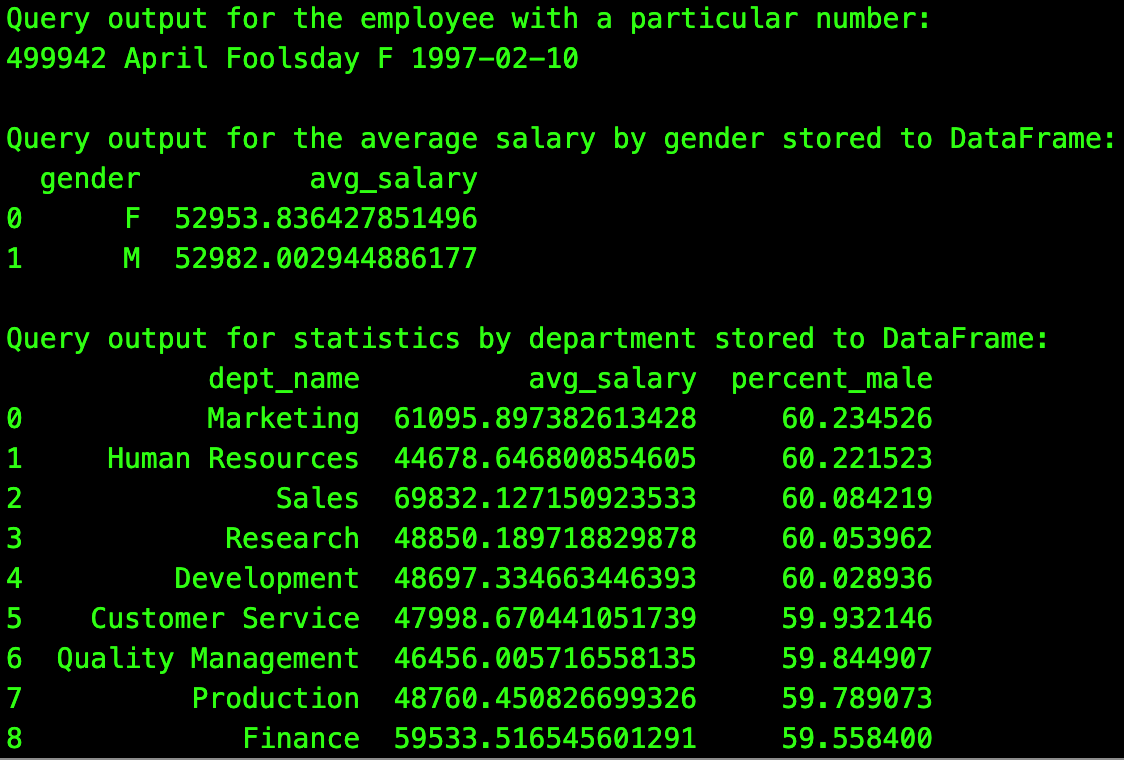 Query output for the employee with a particular number:
499942 April Foolsday F 1997-02-10
Query output for the average salary by gender stored to DataFrame:
gender avg_salary
0 F 52953.836427851496
1 M 52982.002944886177
Query output for statistics by department stored to DataFrame:
dept_name avg_salary percent_male
0 Marketing 61095.897382613428 60.234526
1 Human Resources 44678.646800854605 60.221523
2 Sales 69832.127150923533 60.084219
3 Research 48850.189718829878 60.053962
4 Development 48697.334663446393 60.028936
5 Customer Service 47998.670441051739 59.932146
6 Quality Management 46456.005716558135 59.844907
7 Production 48760.450826699326 59.789073
8 Finance 59533.516545601291 59.558400